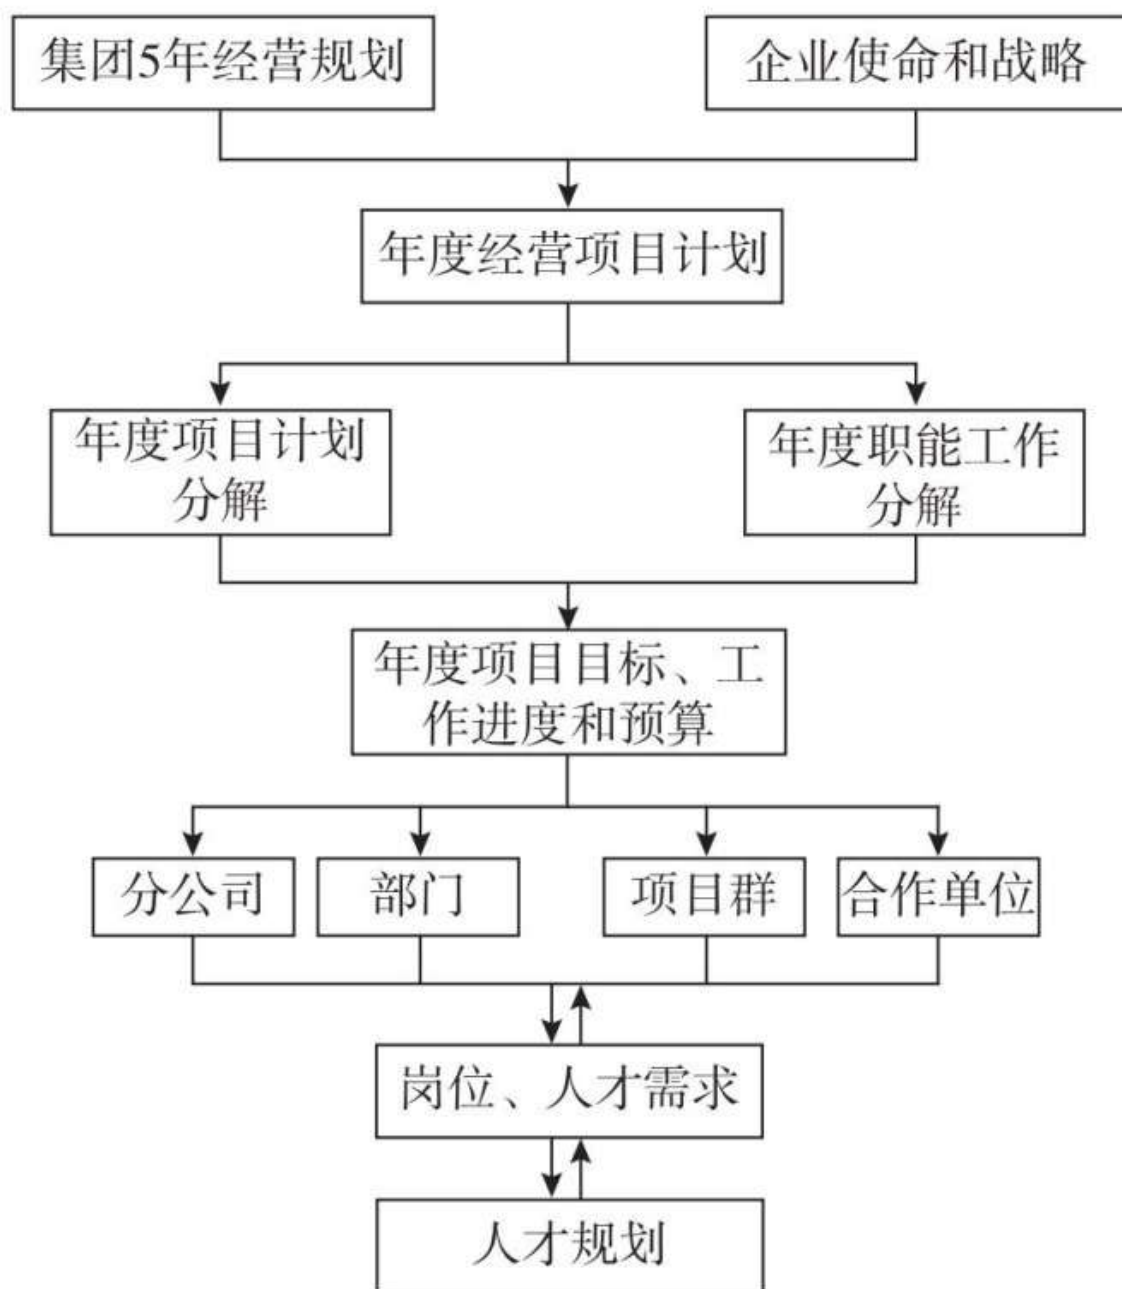 集团5年经营规划
企业使命和战略
年度经营项目计划
年度项目计划
分解
年度职能工作
分解
年度项目目标、工
作进度和预算
分公司
部门
项目群
合作单位
岗位、人才需求
人才规划